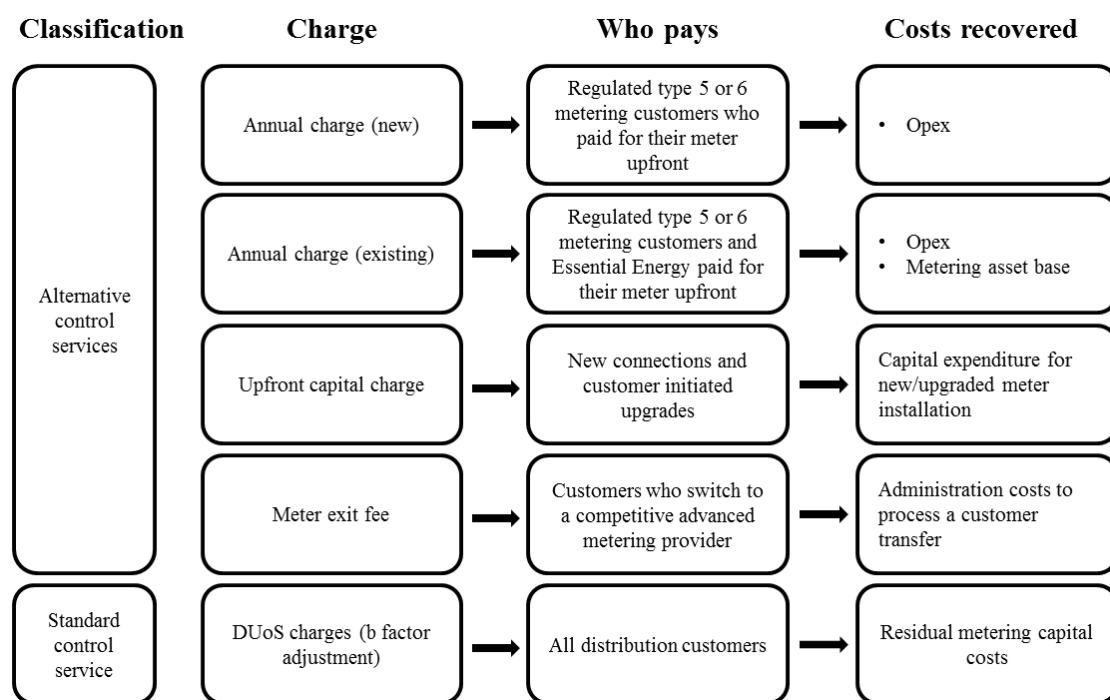 Classification
Charge
Who pays
Costs recovered
Alternative
control
services
Annual charge (new)
Regulated type 5 or 6
metering customers who
paid for their meter
upfront
• Opex
Annual charge (existing)
Regulated type 5 or 6
metering customers and
Essential Energy paid for
their meter upfront
• Opex
• Metering asset base
Upfront capital charge
New connections and
customer initiated
upgrades
Capital expenditure for
new/upgraded meter
installation
Meter exit fee
Customers who switch to
a competitive advanced
metering provider
Administration costs to
process a customer
transfer
Standard
control
service
DUoS charges (b factor
adjustment)
All distribution customers
Residual metering capital
costs